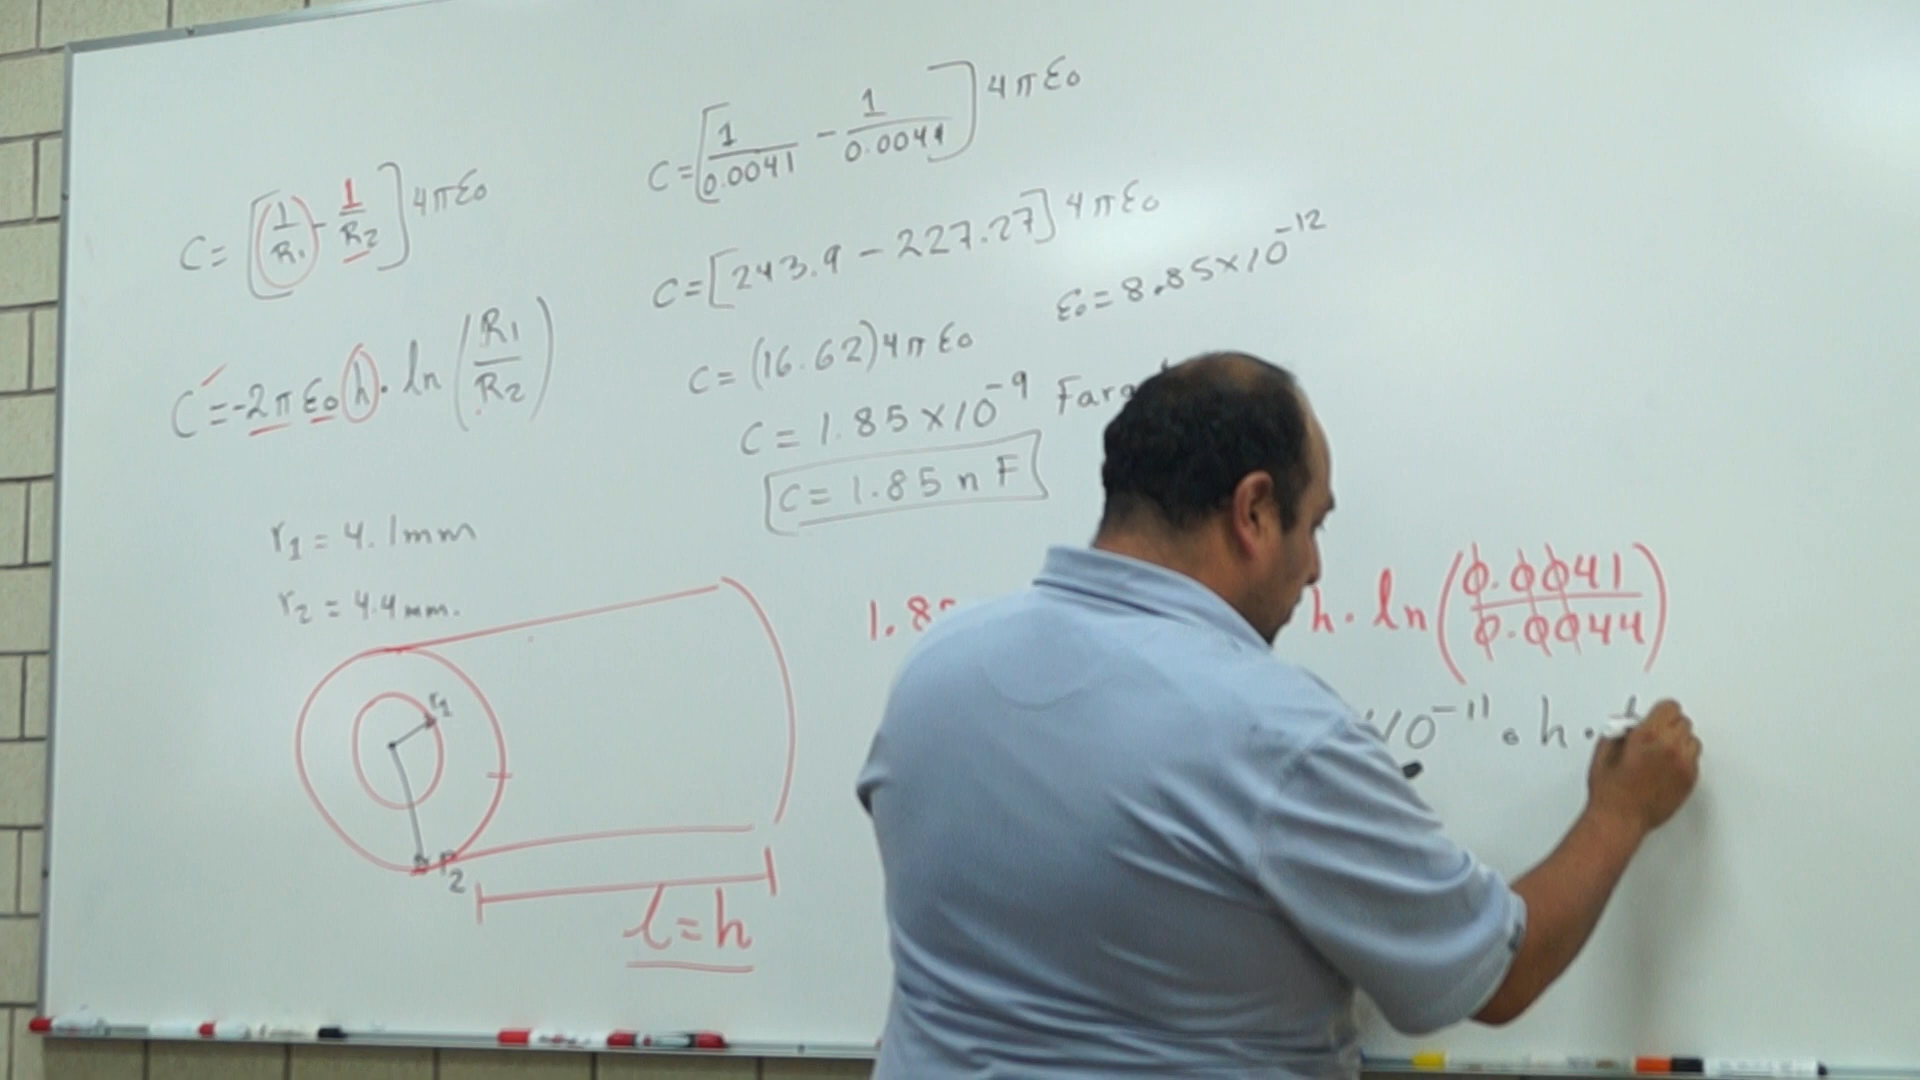 C = [1/R1 - 1/R2] 4πε0
C = -2πε0 h · ln (R1/R2)
r1 = 4.1mm
r2 = 4.4mm.
r1
r2
l = h
C = [1/0.0041 - 1/0.0044] 4πε0
C = [243.9 - 227.27] 4πε0
ε0 = 8.85×10^-12
C = (16.62) 4πε0
C = 1.85 × 10^-9
C = 1.85 n F
1.85
h · ln (0.0041/0.0044)
10^-11 · h ·